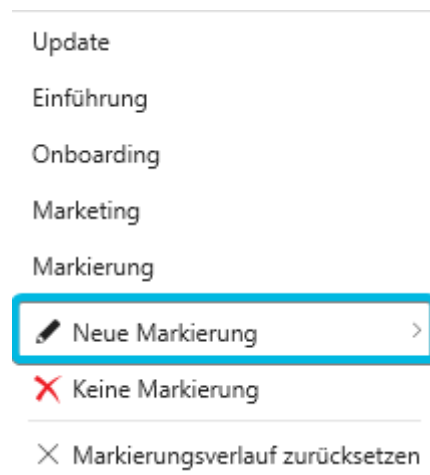 Update
Einführung
Onboarding
Marketing
Markierung
Neue Markierung
Keine Markierung
Markierungsverlauf zurücksetzen